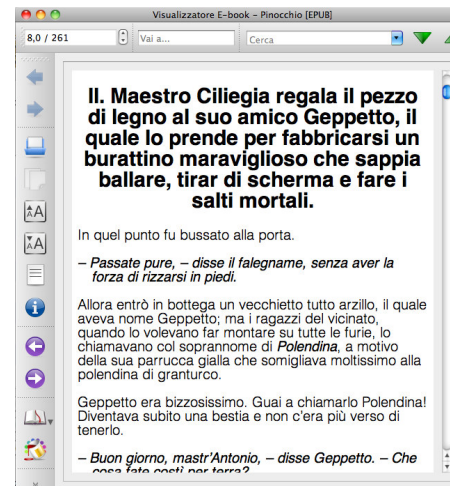 Visualizzatore E-book – Pinocchio [EPUB]
8,0 / 261
Vai a...
Cerca
II. Maestro Ciliegia regala il pezzo
di legno al suo amico Geppetto, il
quale lo prende per fabbricarsi un
burattino maraviglioso che sappia
ballare, tirar di scherma e fare i
salti mortali.
In quel punto fu bussato alla porta.
– Passate pure, – disse il falegname, senza aver la
forza di rizzarsi in piedi.
Allora entrò in bottega un vecchietto tutto arzillo, il quale
aveva nome Geppetto; ma i ragazzi del vicinato,
quando lo volevano far montare su tutte le furie, lo
chiamavano col soprannome di Polendina, a motivo
della sua parrucca gialla che somigliava moltissimo alla
polendina di granturco.
Geppetto era bizzosissimo. Guai a chiamarlo Polendina!
Diventava subito una bestia e non c'era più verso di
tenerlo.
– Buon giorno, mastr'Antonio, – disse Geppetto. – Che
cosa fate costì per terra?